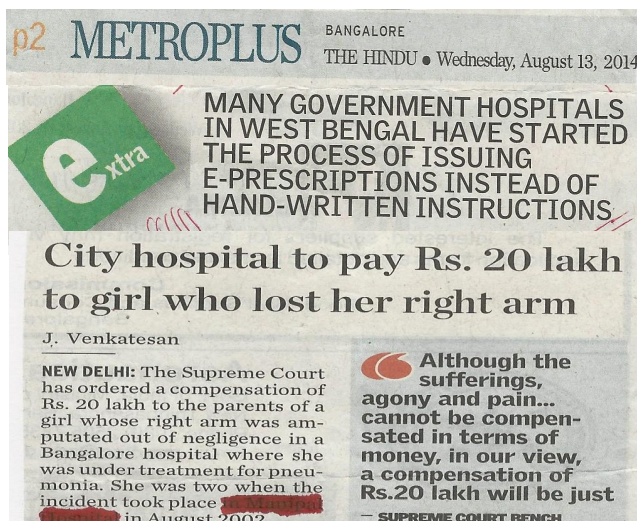 p2
METROPLUS
BANGALORE
THE HINDU ● Wednesday, August 13, 2014
extra
MANY GOVERNMENT HOSPITALS
IN WEST BENGAL HAVE STARTED
THE PROCESS OF ISSUING
E-PRESCRIPTIONS INSTEAD OF
HAND-WRITTEN INSTRUCTIONS
City hospital to pay Rs. 20 lakh
to girl who lost her right arm
J. Venkatesan
NEW DELHI: The Supreme Court
has ordered a compensation of
Rs. 20 lakh to the parents of a
girl whose right arm was am-
putated out of negligence in a
Bangalore hospital where she
was under treatment for pneu-
monia. She was two when the
incident took place in Manipal
Hospital in August 2002.
Although the
sufferings,
agony and pain...
cannot be compen-
sated in terms of
money, in our view,
a compensation of
Rs.20 lakh will be just
— SUPREME COURT BENCH